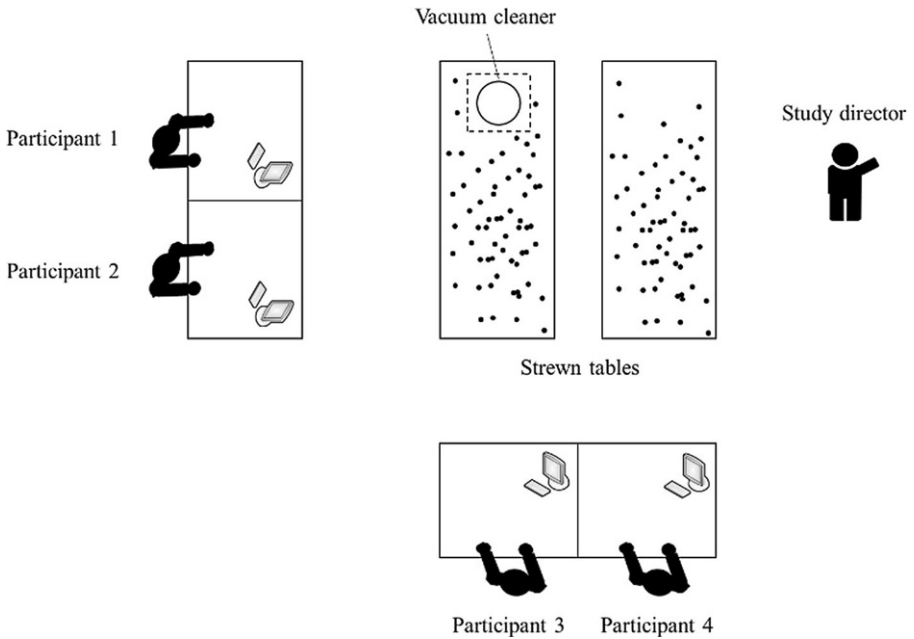 Vacuum cleaner
Participant 1
Study director
Participant 2
Strewn tables
Participant 3
Participant 4